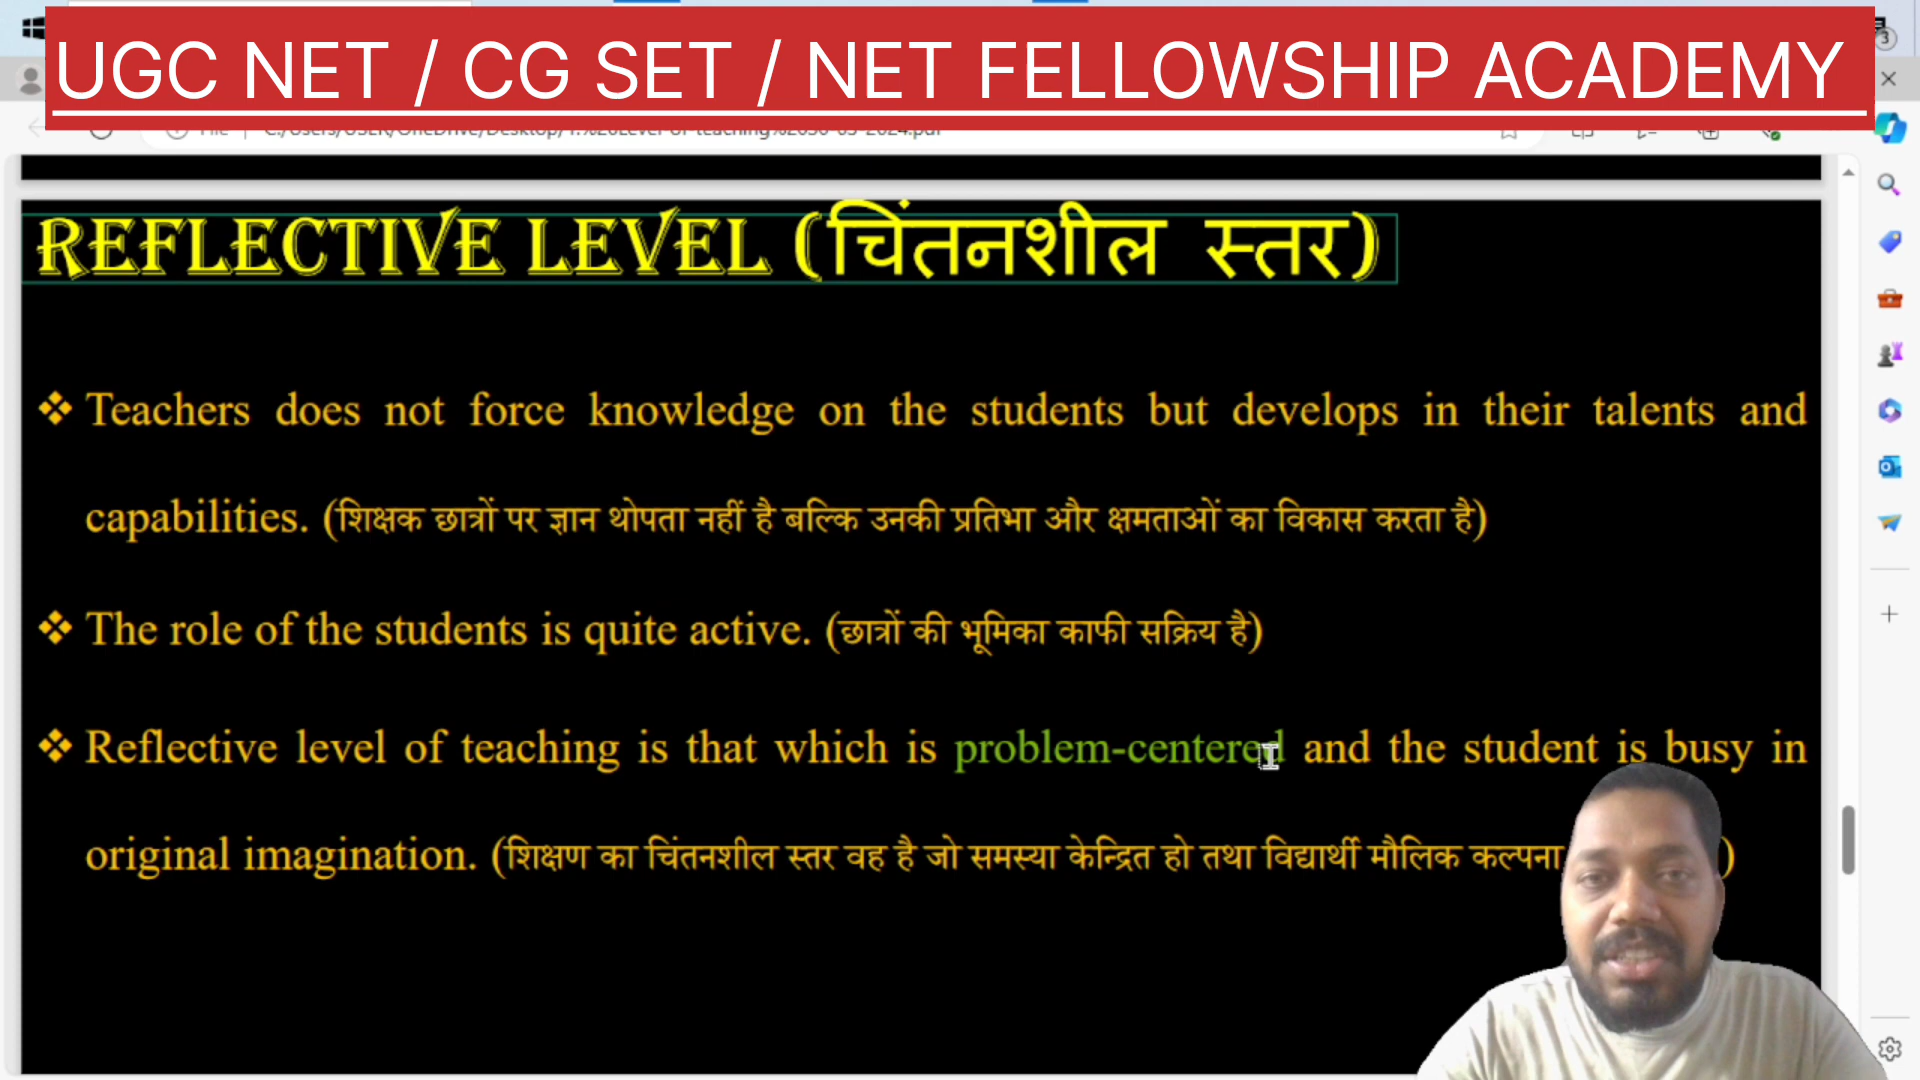 UGC NET / CG SET / NET FELLOWSHIP ACADEMY
3
REFLECTIVE LEVEL (चिंतनशील स्तर)
❖ Teachers does not force knowledge on the students but develops in their talents and
capabilities. (शिक्षक छात्रों पर ज्ञान थोपता नहीं है बल्कि उनकी प्रतिभा और क्षमताओं का विकास करता है)
❖ The role of the students is quite active. (छात्रों की भूमिका काफी सक्रिय है)
❖ Reflective level of teaching is that which is problem-centered and the student is busy in
original imagination. (शिक्षण का चिंतनशील स्तर वह है जो समस्या केन्द्रित हो तथा विद्यार्थी मौलिक कल्पना )